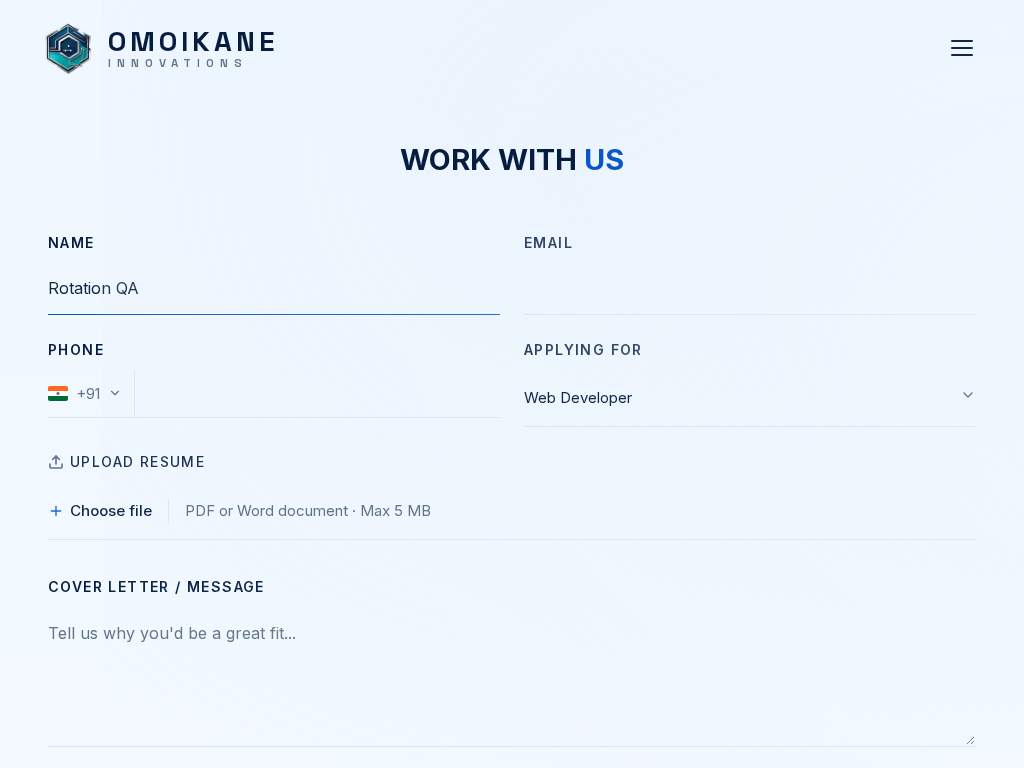 OMOIKANE
INNOVATIONS
WORK WITH US
NAME
Rotation QA
EMAIL
PHONE
+91
APPLYING FOR
Web Developer
UPLOAD RESUME
Choose file
PDF or Word document · Max 5 MB
COVER LETTER / MESSAGE
Tell us why you'd be a great fit...